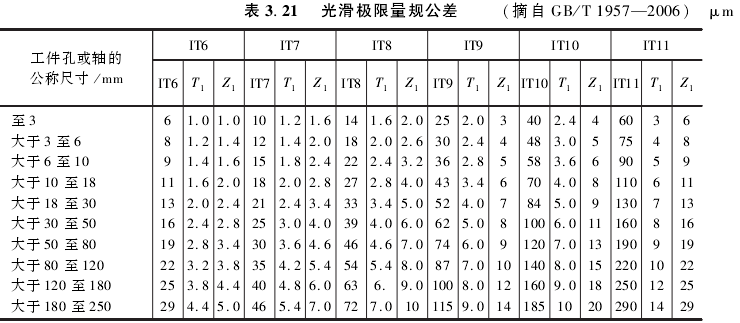 表 3.21 光滑极限量规公差 (摘自 GB/T 1957—2006) μm
工件孔或轴的公称尺寸/mm IT6 IT7 IT8 IT9 IT10 IT11
IT6 T₁ Z₁ IT7 T₁ Z₁ IT8 T₁ Z₁ IT9 T₁ Z₁ IT10 T₁ Z₁ IT11 T₁ Z₁
至 3 6 1.0 1.0 10 1.2 1.6 14 1.6 2.0 25 2.0 3 40 2.4 4 60 3 6
大于 3 至 6 8 1.2 1.4 12 1.4 2.0 18 2.0 2.6 30 2.4 4 48 3.0 5 75 4 8
大于 6 至 10 9 1.4 1.6 15 1.8 2.4 22 2.4 3.2 36 2.8 5 58 3.6 6 90 5 9
大于 10 至 18 11 1.6 2.0 18 2.0 2.8 27 2.8 4.0 43 3.4 6 70 4.0 8 110 6 11
大于 18 至 30 13 2.0 2.4 21 2.4 3.4 33 3.4 5.0 52 4.0 7 84 5.0 9 130 7 13
大于 30 至 50 16 2.4 2.8 25 3.0 4.0 39 4.0 6.0 62 5.0 8 100 6.0 11 160 8 16
大于 50 至 80 19 2.8 3.4 30 3.6 4.6 46 4.6 7.0 74 6.0 9 120 7.0 13 190 9 19
大于 80 至 120 22 3.2 3.8 35 4.2 5.4 54 5.4 8.0 87 7.0 10 140 8.0 15 220 10 22
大于 120 至 180 25 3.8 4.4 40 4.8 6.0 63 6. 9.0 100 8.0 12 160 9.0 18 250 12 25
大于 180 至 250 29 4.4 5.0 46 5.4 7.0 72 7.0 10 115 9.0 14 185 10 20 290 14 29